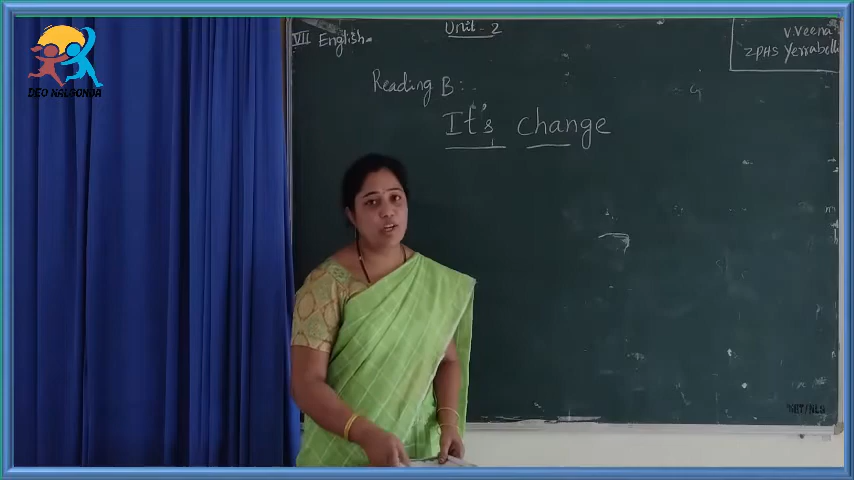 Unit - 2
VII English
V.Veena
ZPHS Yerrabelli
Reading B:
It's change
DEO NALGONDA